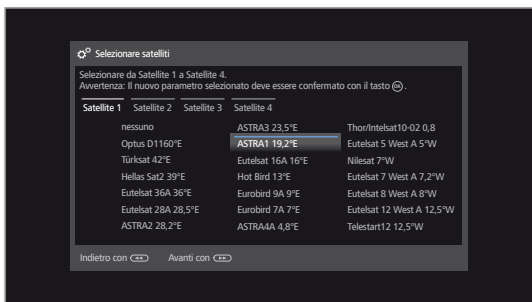 Selezionare satelliti
Selezionare da Satellite 1 a Satellite 4.
Avvertenza: Il nuovo parametro selezionato deve essere confermato con il tasto OK.
Satellite 1 Satellite 2 Satellite 3 Satellite 4
nessuno ASTRA3 23,5°E Thor/Intelsat10-02 0,8
Optus D1160°E ASTRA1 19,2°E Eutelsat 5 West A 5°W
Türksat 42°E Eutelsat 16A 16°E Nilesat 7°W
Hellas Sat2 39°E Hot Bird 13°E Eutelsat 7 West A 7,2°W
Eutelsat 36A 36°E Eurobird 9A 9°E Eutelsat 8 West A 8°W
Eutelsat 28A 28,5°E Eurobird 7A 7°E Eutelsat 12 West A 12,5°W
ASTRA2 28,2°E ASTRA4A 4,8°E Telestart12 12,5°W
Indietro con Avanti con